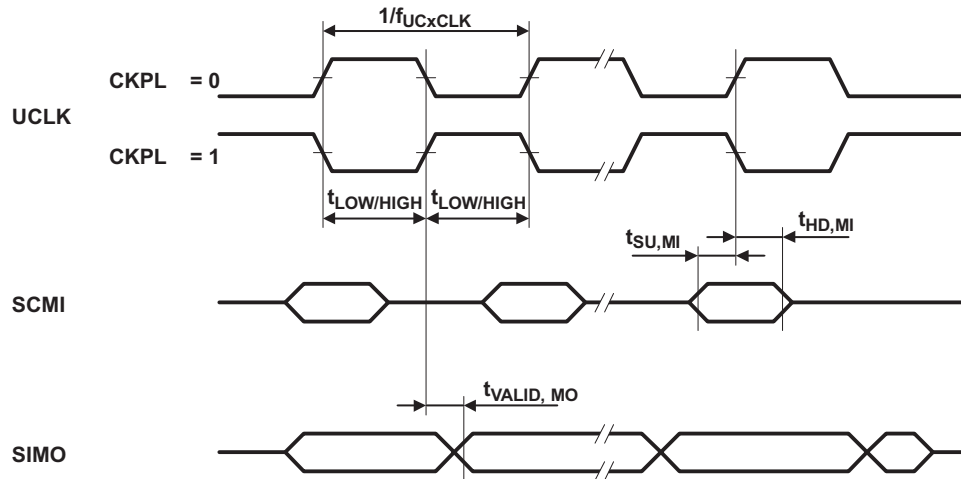 1/fUCxCLK
CKPL = 0
UCLK
CKPL = 1
tLOW/HIGH tLOW/HIGH
tHD,MI
tSU,MI
SCMI
tVALID, MO
SIMO